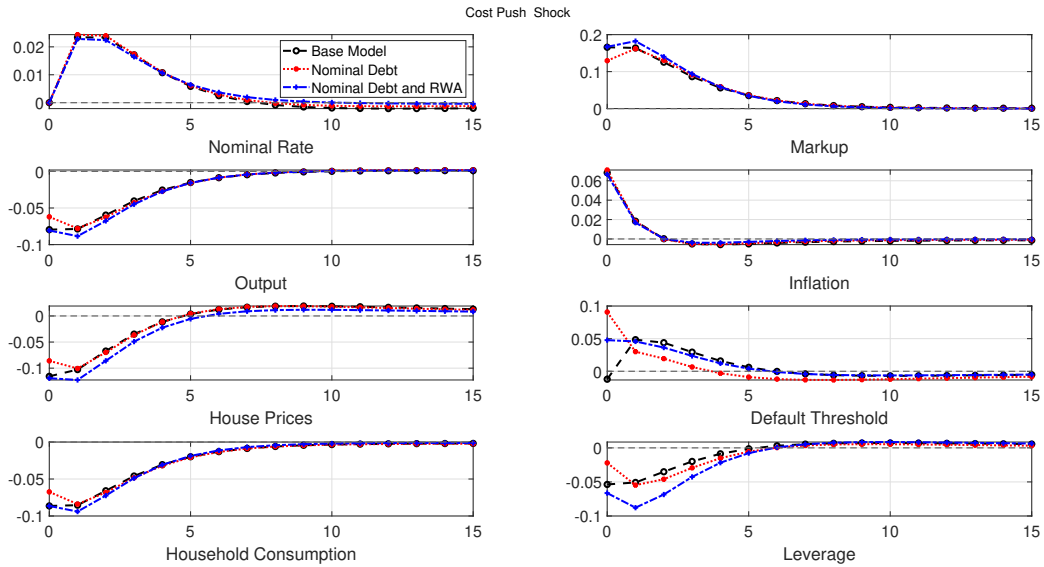 Cost Push Shock
0.02
0.01
0
0 5 10 15
Nominal Rate
Base Model
Nominal Debt
Nominal Debt and RWA
0.2
0.1
0
0 5 10 15
Markup
0
-0.05
-0.1
0 5 10 15
Output
0.06
0.04
0.02
0
0 5 10 15
Inflation
0
-0.05
-0.1
0 5 10 15
House Prices
0.1
0.05
0
0 5 10 15
Default Threshold
0
-0.05
-0.1
0 5 10 15
Household Consumption
0
-0.05
-0.1
0 5 10 15
Leverage